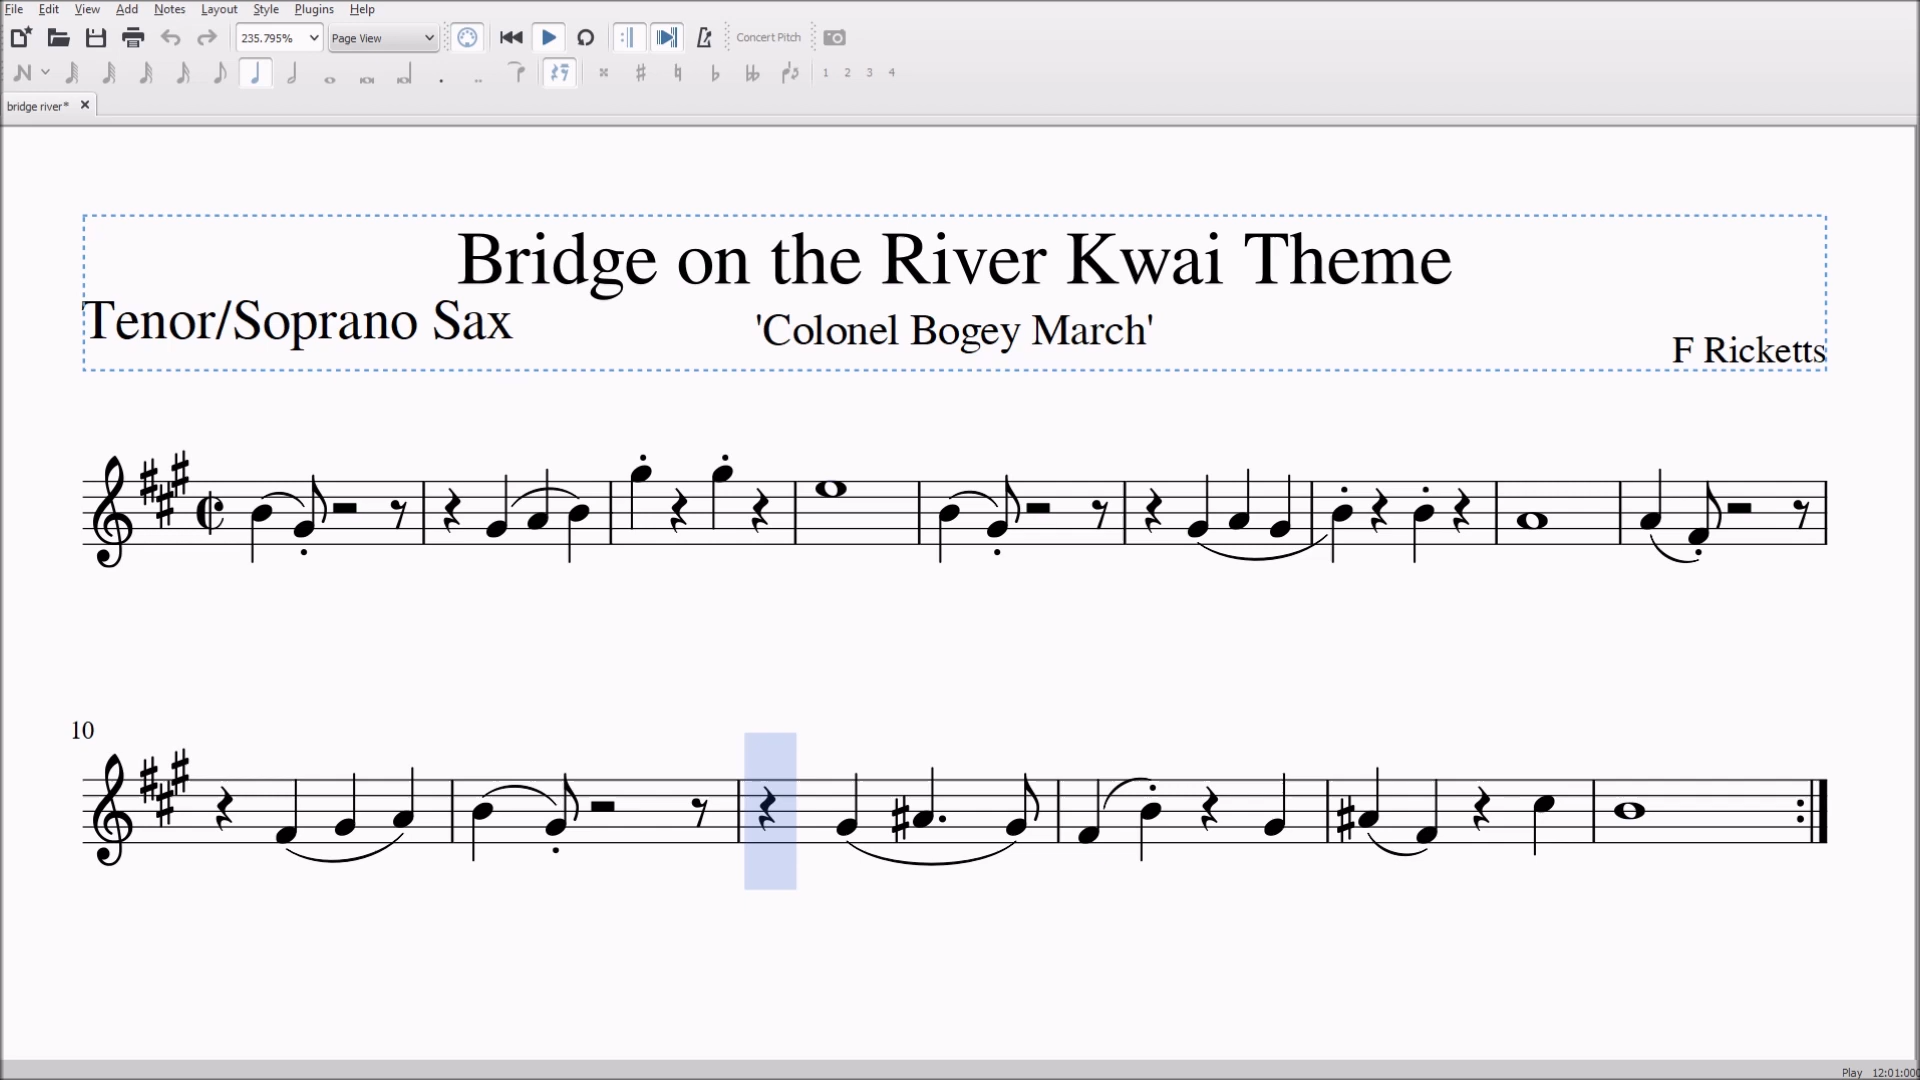 File Edit View Add Notes Layout Style Plugins Help
235.795% Page View Concert Pitch
1 2 3 4
bridge river*
Bridge on the River Kwai Theme
Tenor/Soprano Sax
'Colonel Bogey March'
F Ricketts
10
Play 12:01:000